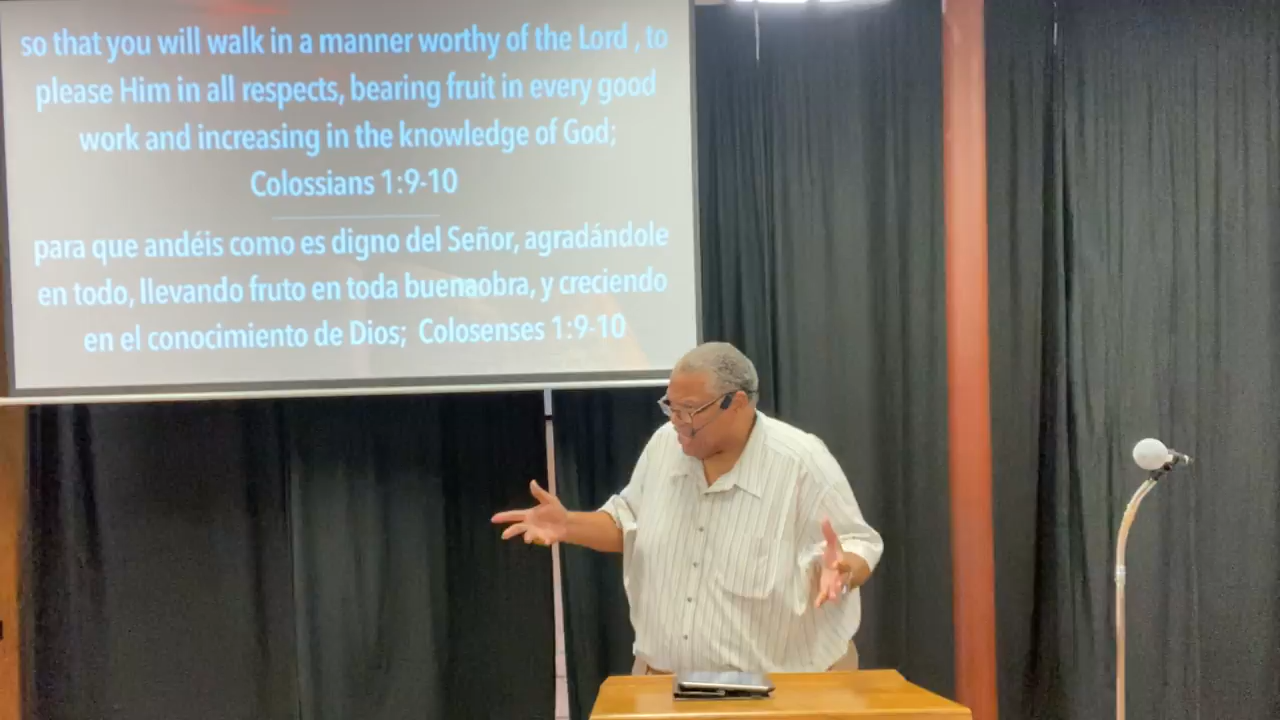 so that you will walk in a manner worthy of the Lord , to
please Him in all respects, bearing fruit in every good
work and increasing in the knowledge of God;
Colossians 1:9-10
para que andéis como es digno del Señor, agradándole
en todo, llevando fruto en toda buenaobra, y creciendo
en el conocimiento de Dios; Colosenses 1:9-10